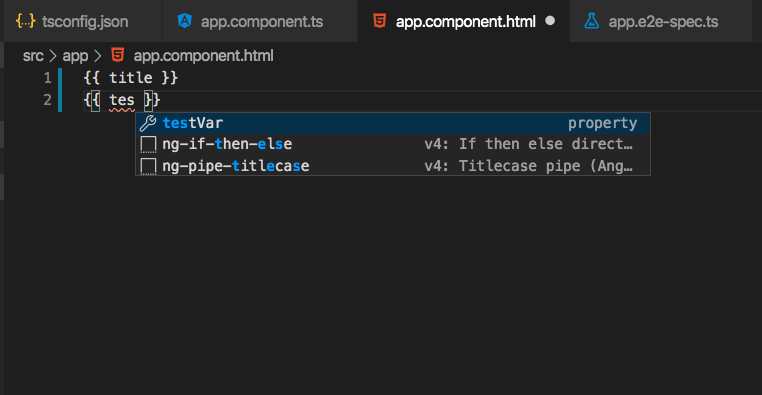 {..} tsconfig.json app.component.ts app.component.html app.e2e-spec.ts
src > app > app.component.html
1 {{ title }}
2 {{ tes }}
testVar property
ng-if-then-else v4: If then else direct…
ng-pipe-titlecase v4: Titlecase pipe (Ang…